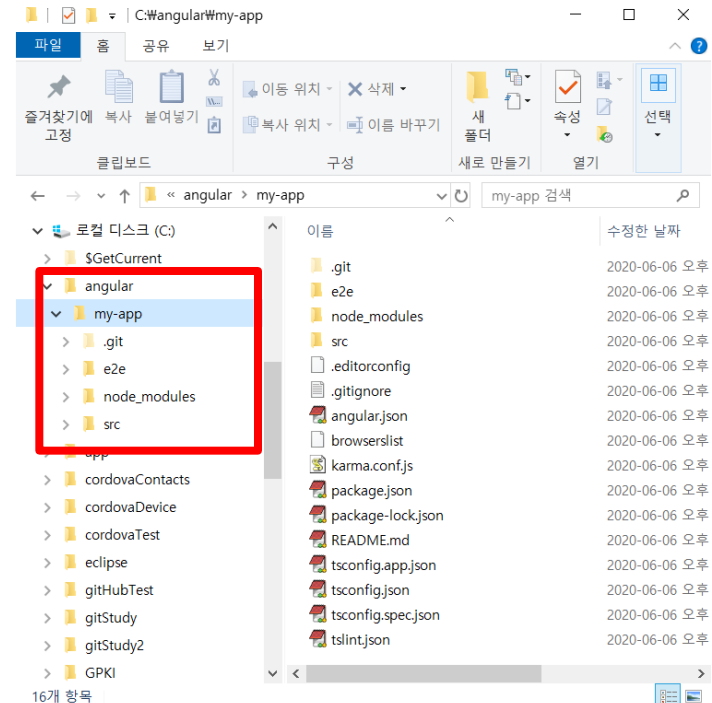 C:₩angular₩my-app
파일 홈 공유 보기
즐겨찾기에 고정
복사
붙여넣기
클립보드
이동 위치
복사 위치
삭제
이름 바꾸기
구성
새 폴더
새로 만들기
속성
열기
선택
« angular > my-app
my-app 검색
로컬 디스크 (C:)
$GetCurrent
angular
my-app
.git
e2e
node_modules
src
app
cordovaContacts
cordovaDevice
cordovaTest
eclipse
gitHubTest
gitStudy
gitStudy2
GPKI
이름 수정한 날짜
.git 2020-06-06 오후
e2e 2020-06-06 오후
node_modules 2020-06-06 오후
src 2020-06-06 오후
.editorconfig 2020-06-06 오후
.gitignore 2020-06-06 오후
angular.json 2020-06-06 오후
browserslist 2020-06-06 오후
karma.conf.js 2020-06-06 오후
package.json 2020-06-06 오후
package-lock.json 2020-06-06 오후
README.md 2020-06-06 오후
tsconfig.app.json 2020-06-06 오후
tsconfig.json 2020-06-06 오후
tsconfig.spec.json 2020-06-06 오후
tslint.json 2020-06-06 오후
16개 항목